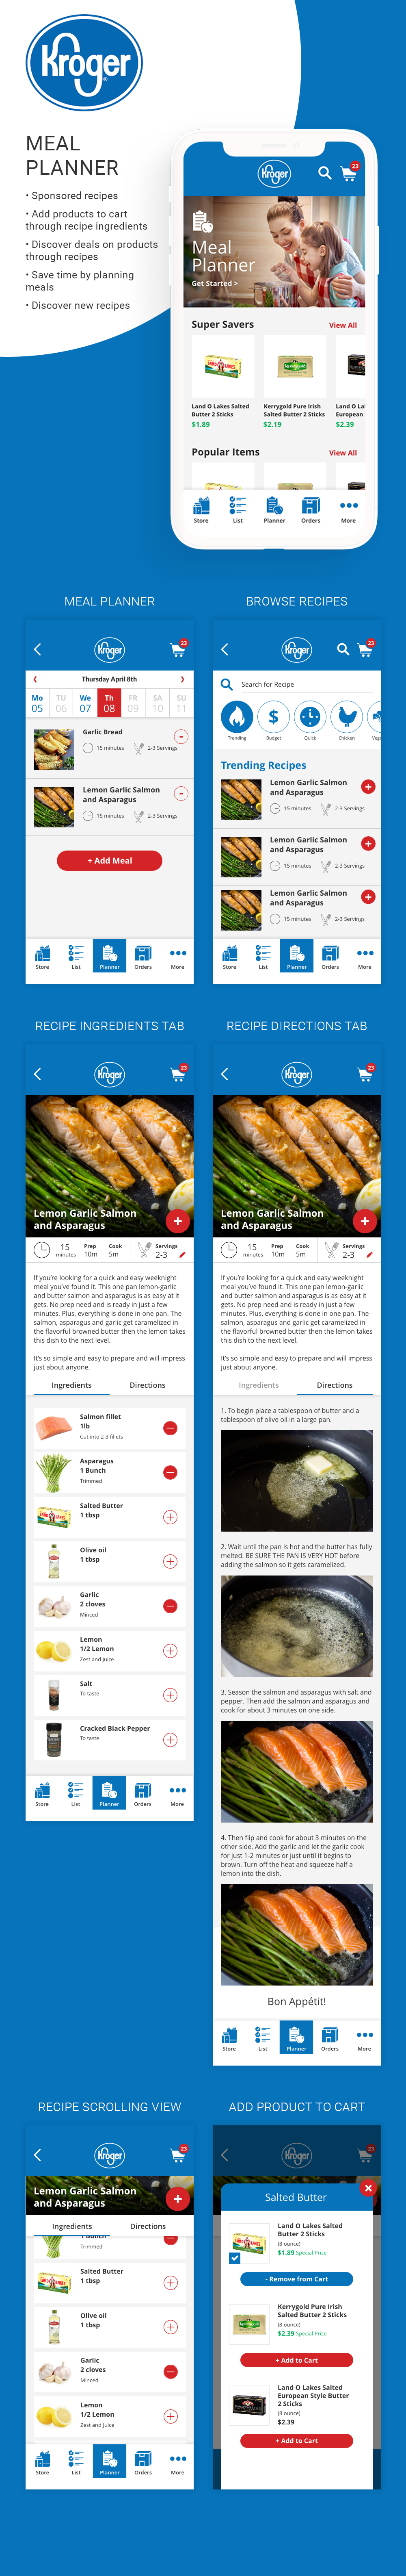 Kroger
MEAL
PLANNER
• Sponsored recipes
• Add products to cart
through recipe ingredients
• Discover deals on products
through recipes
• Save time by planning
meals
• Discover new recipes
Kroger
23
Meal
Planner
Get Started >
Super Savers
View All
Land O Lakes Salted
Butter 2 Sticks
$1.89
Kerrygold Pure Irish
Salted Butter 2 Sticks
$2.19
Land O La
European
$2.39
Popular Items
View All
Store
List
Planner
Orders
More
MEAL PLANNER
Kroger
23
Thursday April 8th
Mo
05
TU
06
We
07
Th
08
FR
09
SA
10
SU
11
Garlic Bread
15 minutes
2-3 Servings
Lemon Garlic Salmon
and Asparagus
15 minutes
2-3 Servings
+ Add Meal
Store
List
Planner
Orders
More
BROWSE RECIPES
Kroger
23
Search for Recipe
Trending
Budget
Quick
Chicken
Vege
Trending Recipes
Lemon Garlic Salmon
and Asparagus
15 minutes
2-3 Servings
Lemon Garlic Salmon
and Asparagus
15 minutes
2-3 Servings
Lemon Garlic Salmon
and Asparagus
15 minutes
2-3 Servings
Store
List
Planner
Orders
More
RECIPE INGREDIENTS TAB
Kroger
23
Lemon Garlic Salmon
and Asparagus
15
minutes
Prep
10m
Cook
5m
Servings
2-3
If you're looking for a quick and easy weeknight
meal you've found it. This one pan lemon-garlic
and butter salmon and asparagus is as easy at it
gets. No prep need and is ready in just a few
minutes. Plus, everything is done in one pan. The
salmon, asparagus and garlic get caramelized in
the flavorful browned butter then the lemon takes
this dish to the next level.
It's so simple and easy to prepare and will impress
just about anyone.
Ingredients
Directions
Salmon fillet
1lb
Cut into 2-3 fillets
Asparagus
1 Bunch
Trimmed
Salted Butter
1 tbsp
Olive oil
1 tbsp
Garlic
2 cloves
Minced
Lemon
1/2 Lemon
Zest and Juice
Salt
To taste
Cracked Black Pepper
To taste
Store
List
Planner
Orders
More
RECIPE DIRECTIONS TAB
Kroger
23
Lemon Garlic Salmon
and Asparagus
15
minutes
Prep
10m
Cook
5m
Servings
2-3
If you're looking for a quick and easy weeknight
meal you've found it. This one pan lemon-garlic
and butter salmon and asparagus is as easy at it
gets. No prep need and is ready in just a few
minutes. Plus, everything is done in one pan. The
salmon, asparagus and garlic get caramelized in
the flavorful browned butter then the lemon takes
this dish to the next level.
It's so simple and easy to prepare and will impress
just about anyone.
Ingredients
Directions
1. To begin place a tablespoon of butter and a
tablespoon of olive oil in a large pan.
2. Wait until the pan is hot and the butter has fully
melted. BE SURE THE PAN IS VERY HOT before
adding the salmon so it gets caramelized.
3. Season the salmon and asparagus with salt and
pepper. Then add the salmon and asparagus and
cook for about 3 minutes on one side.
4. Then flip and cook for about 3 minutes on the
other side. Add the garlic and let the garlic cook
for just 1-2 minutes or just until it begins to
brown. Turn off the heat and squeeze half a
lemon into the dish.
Bon Appétit!
Store
List
Planner
Orders
More
RECIPE SCROLLING VIEW
Kroger
23
Lemon Garlic Salmon
and Asparagus
Ingredients
Directions
1 Bunch
Trimmed
Salted Butter
1 tbsp
Olive oil
1 tbsp
Garlic
2 cloves
Minced
Lemon
1/2 Lemon
Zest and Juice
Store
List
Planner
Orders
More
ADD PRODUCT TO CART
Kroger
23
Salted Butter
Land O Lakes Salted
Butter 2 Sticks
(8 ounce)
$1.89 Special Price
- Remove from Cart
Kerrygold Pure Irish
Salted Butter 2 Sticks
(8 ounce)
$2.39 Special Price
+ Add to Cart
Land O Lakes Salted
European Style Butter
2 Sticks
(8 ounce)
$2.39
+ Add to Cart